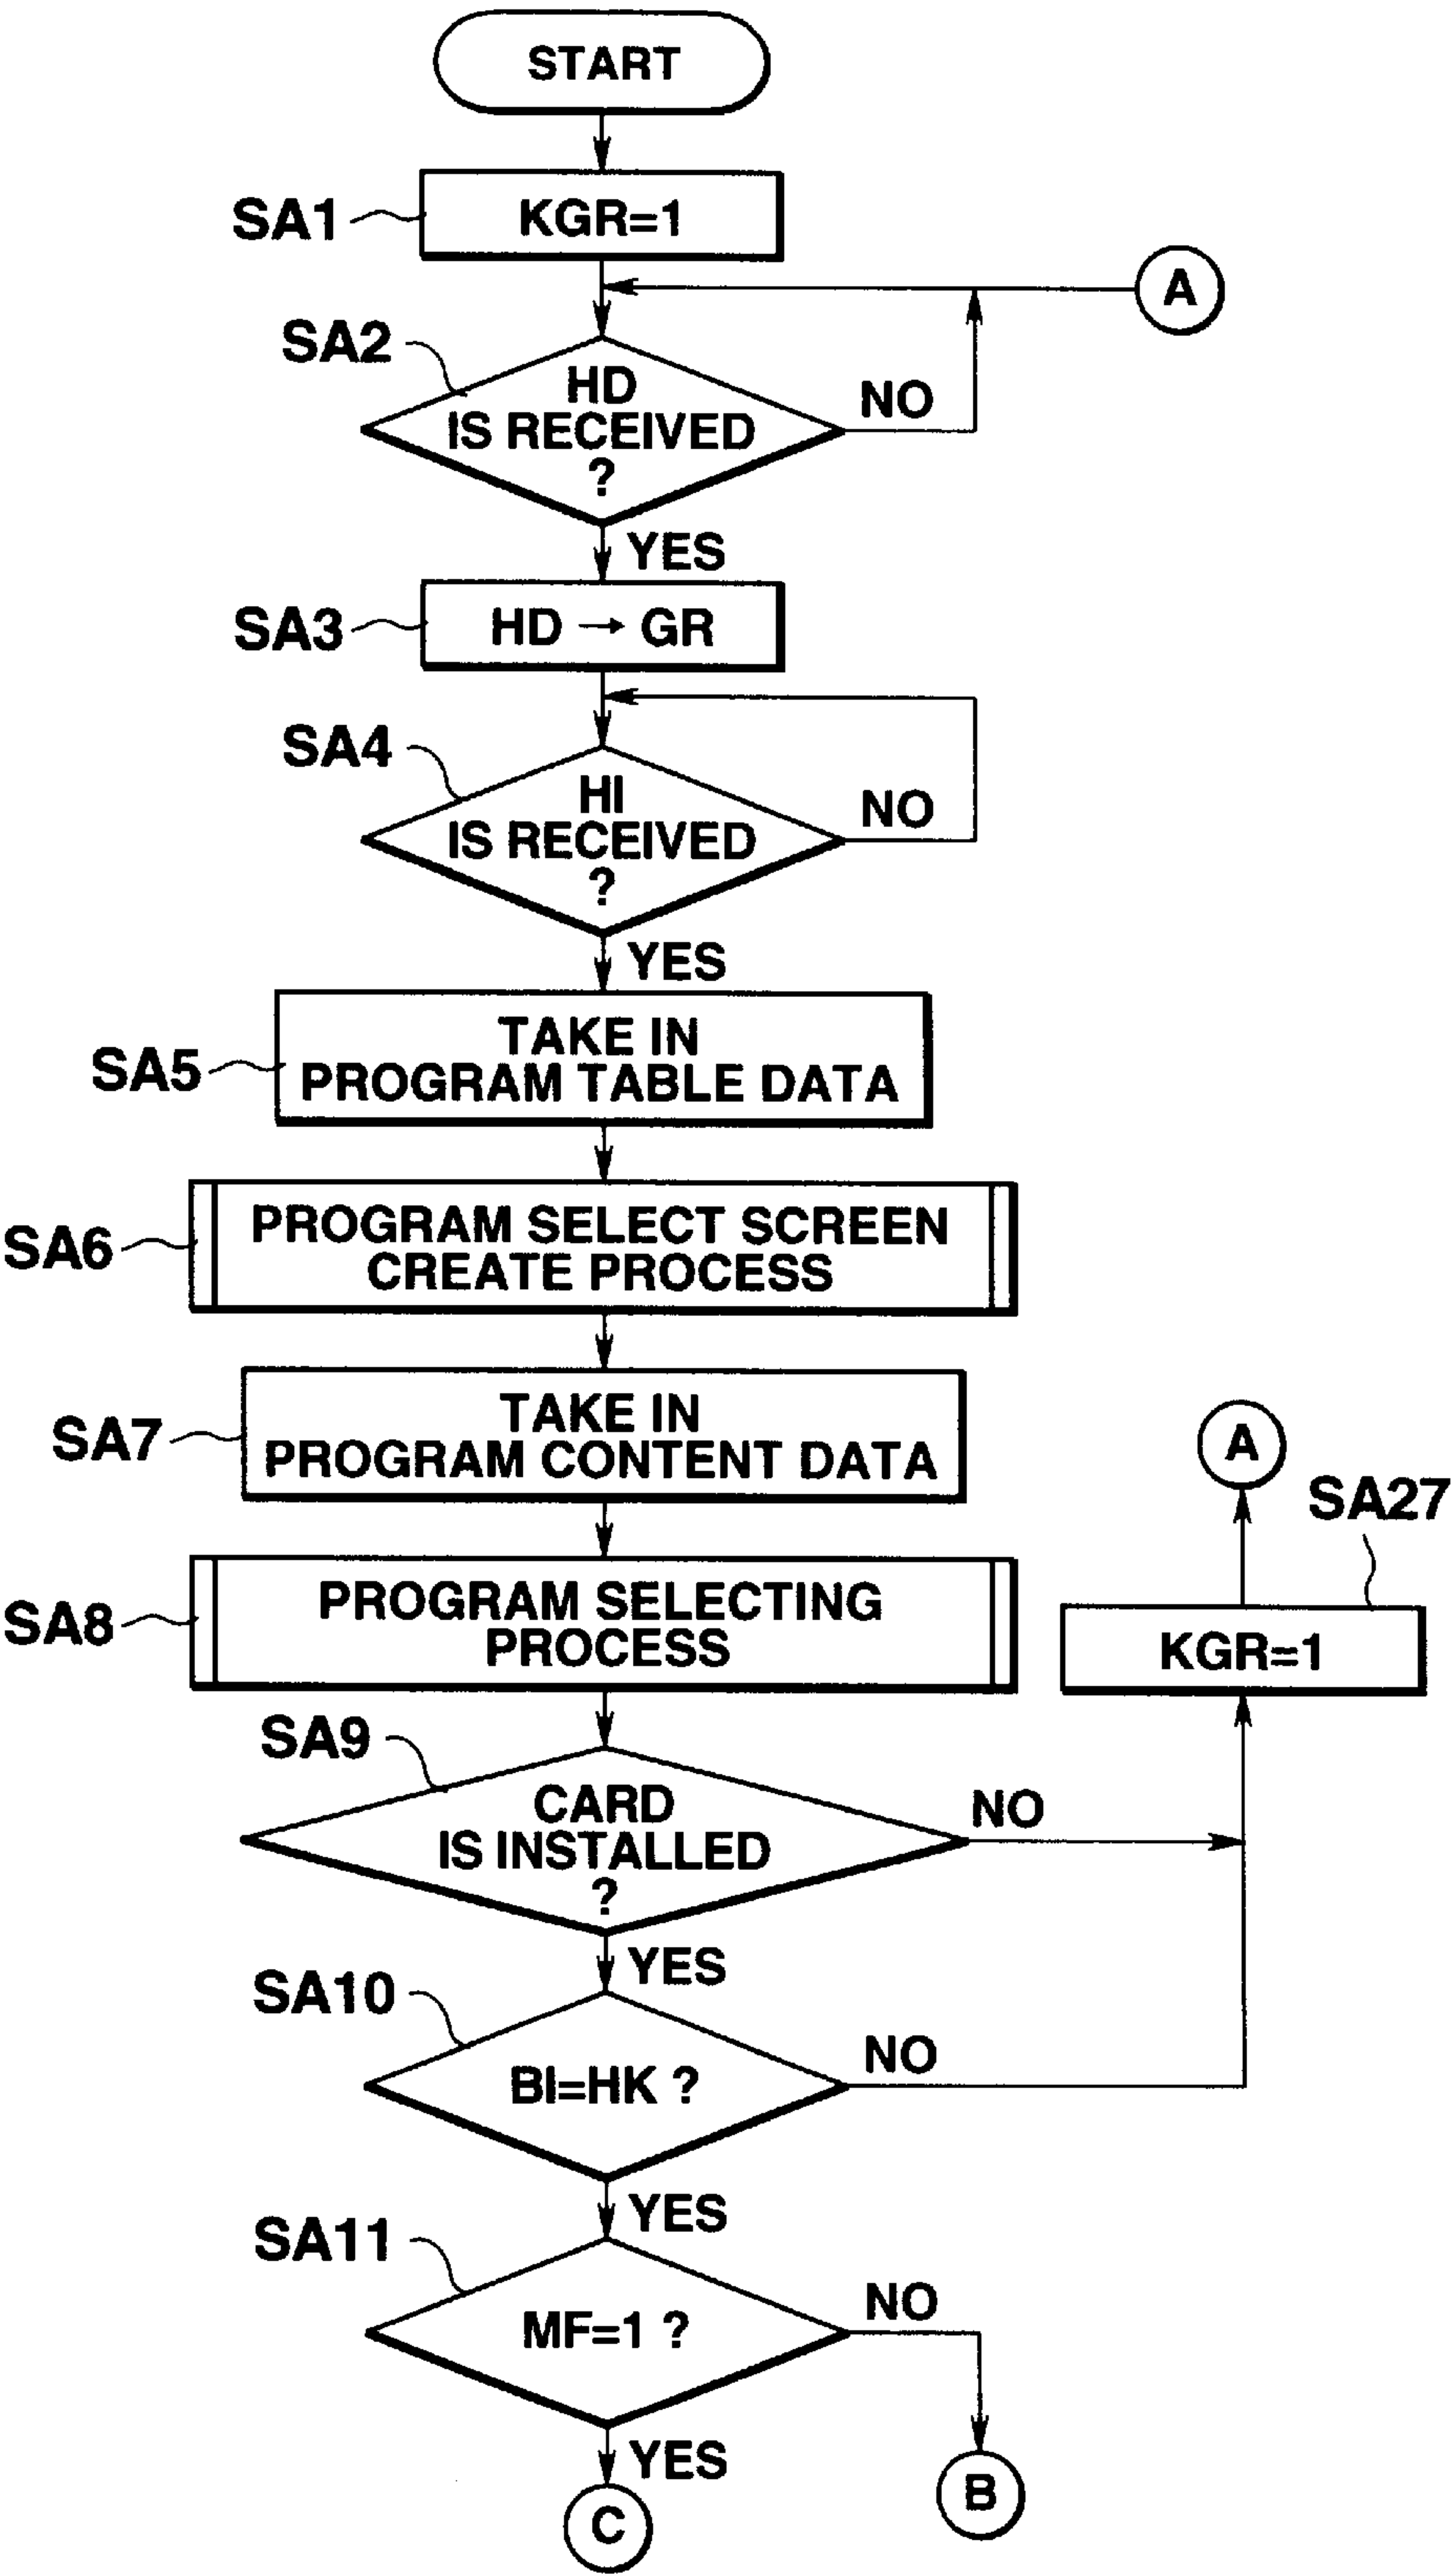 START
SA1
KGR=1
A
SA2
HD
IS RECEIVED
?
NO
YES
SA3
HD → GR
SA4
HI
IS RECEIVED
?
NO
YES
SA5
TAKE IN
PROGRAM TABLE DATA
SA6
PROGRAM SELECT SCREEN
CREATE PROCESS
SA7
TAKE IN
PROGRAM CONTENT DATA
A
SA27
KGR=1
SA8
PROGRAM SELECTING
PROCESS
SA9
CARD
IS INSTALLED
?
NO
YES
SA10
BI=HK ?
NO
YES
SA11
MF=1 ?
NO
YES
B
C